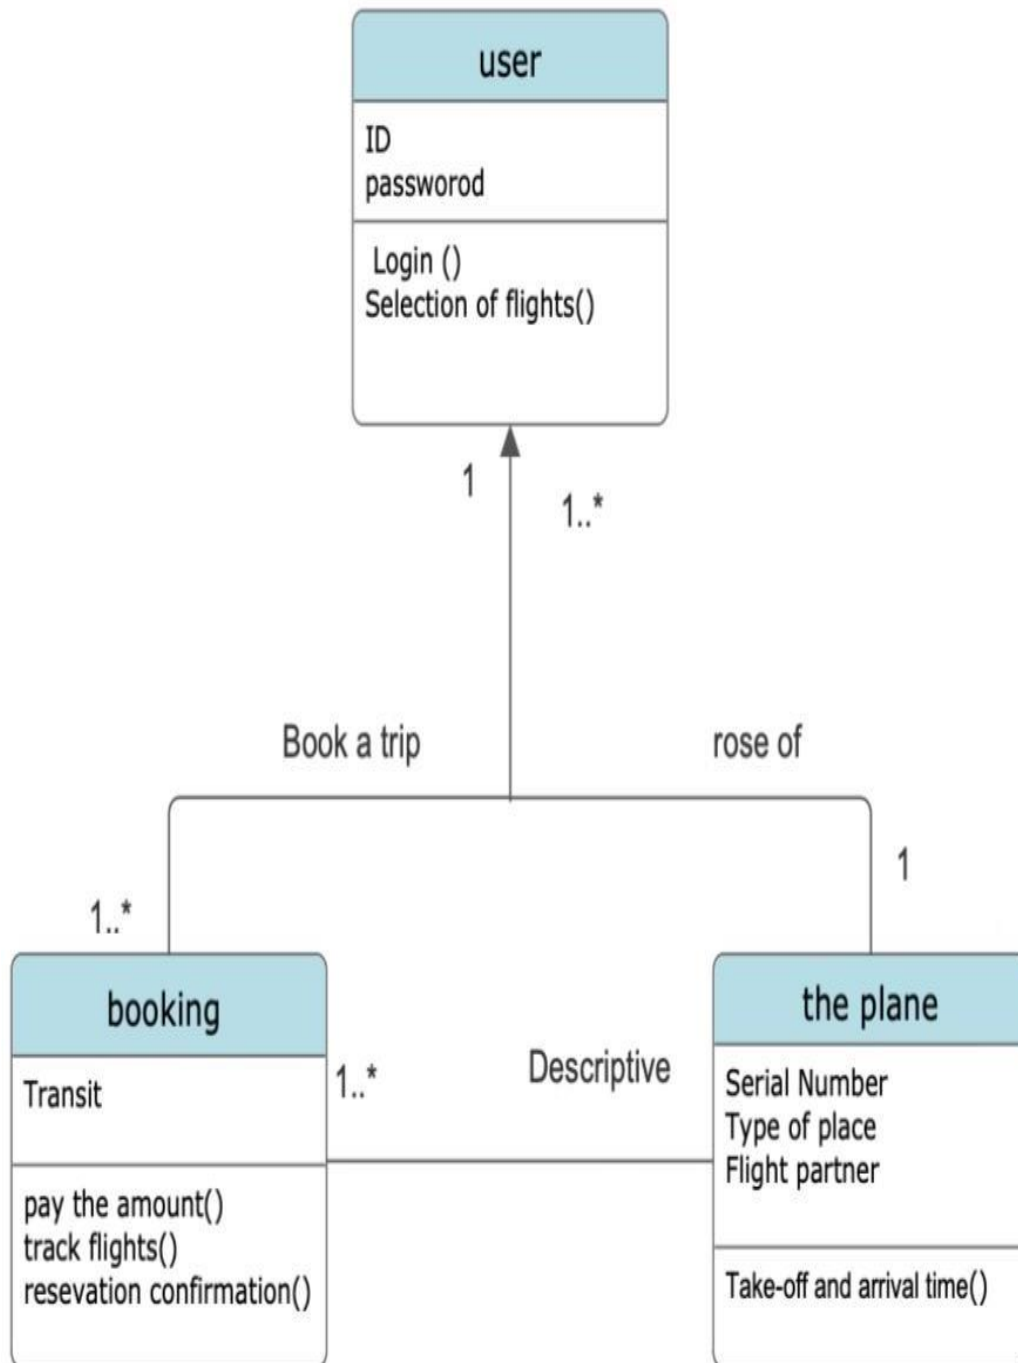 user
ID
passworod
Login ()
Selection of flights()
1
1..*
Book a trip
rose of
1
1..*
booking
Transit
pay the amount()
track flights()
resevation confirmation()
1..*
Descriptive
the plane
Serial Number
Type of place
Flight partner
Take-off and arrival time()